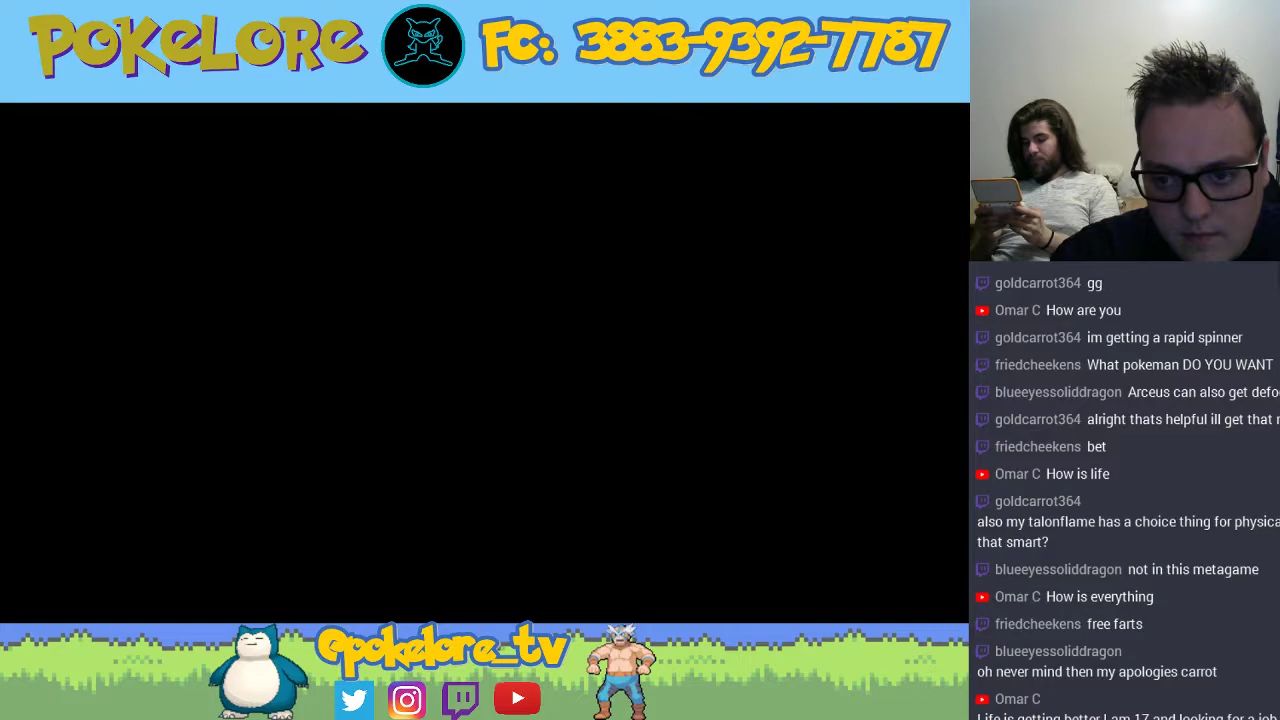 POKELORE
FC: 3883-9392-7787
goldcarrot364 gg
Omar C How are you
goldcarrot364 im getting a rapid spinner
friedcheekens What pokeman DO YOU WANT
blueeyessoliddragon Arceus can also get defo
goldcarrot364 alright thats helpful ill get that
friedcheekens bet
Omar C How is life
goldcarrot364
also my talonflame has a choice thing for physica
that smart?
blueeyessoliddragon not in this metagame
Omar C How is everything
friedcheekens free farts
blueeyessoliddragon
oh never mind then my apologies carrot
Omar C
Life is getting better I am 17 and looking for a job
@pokelore_tv